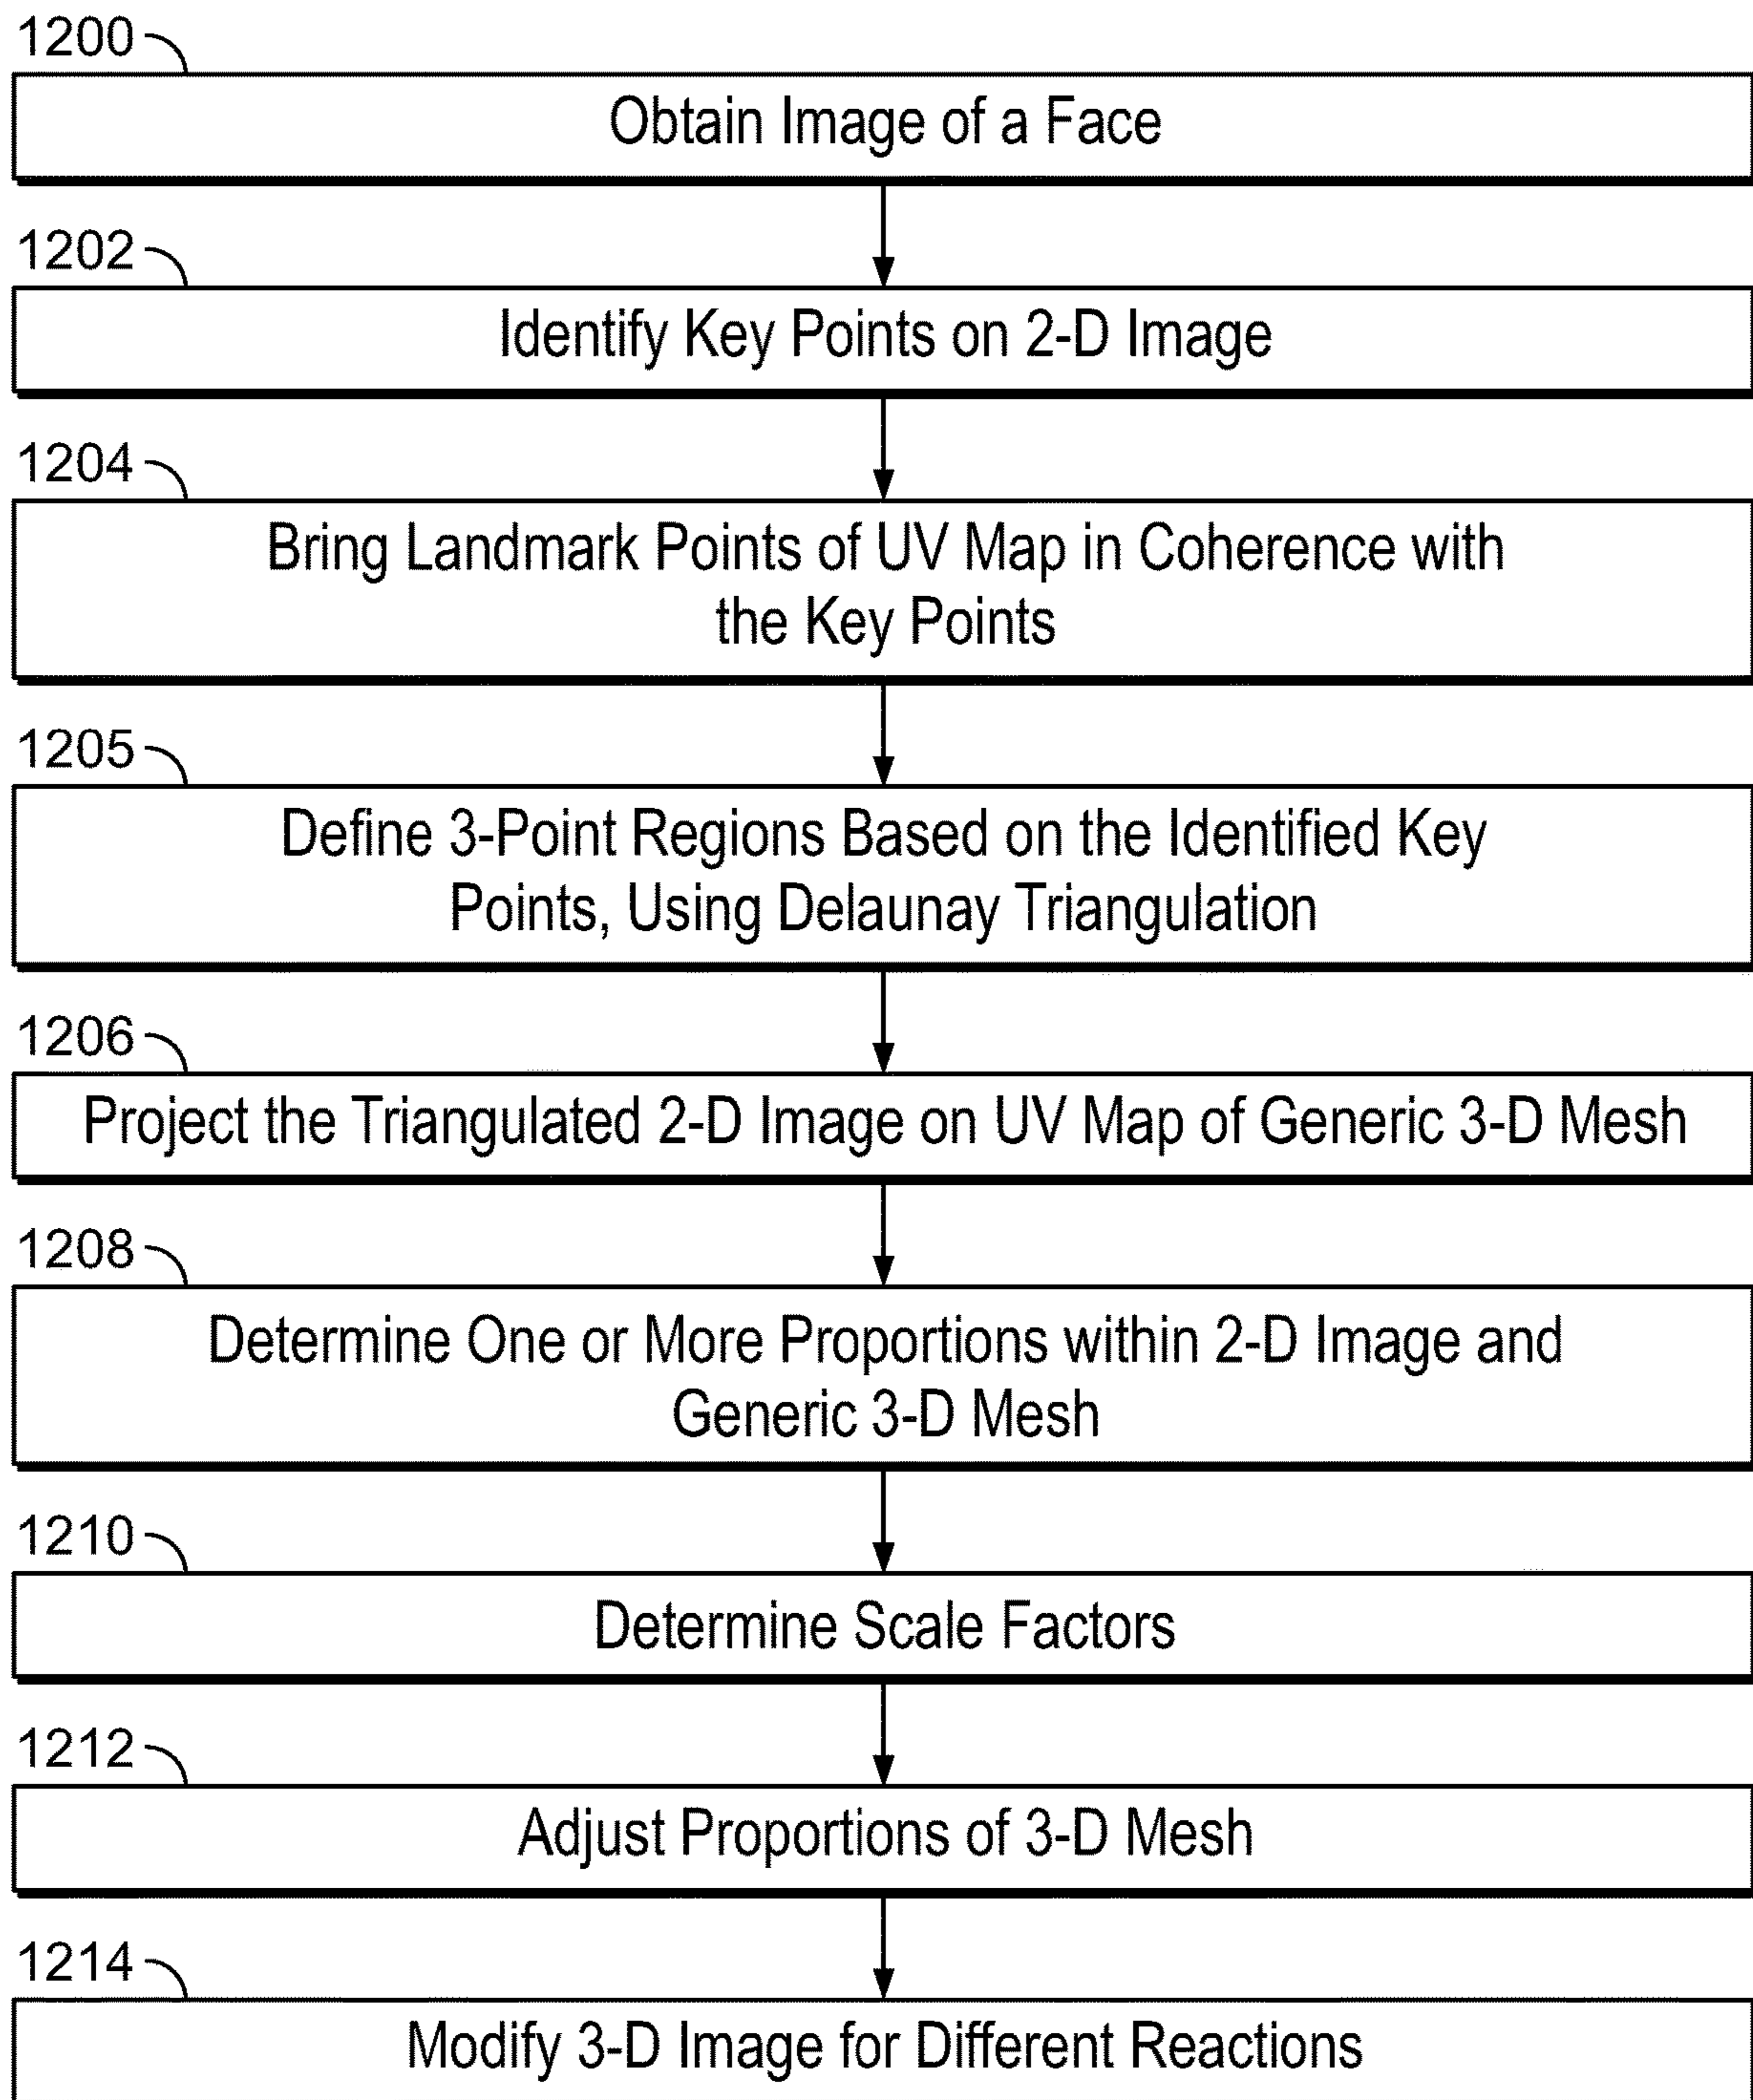 1200
Obtain Image of a Face
1202
Identify Key Points on 2-D Image
1204
Bring Landmark Points of UV Map in Coherence with
the Key Points
1205
Define 3-Point Regions Based on the Identified Key
Points, Using Delaunay Triangulation
1206
Project the Triangulated 2-D Image on UV Map of Generic 3-D Mesh
1208
Determine One or More Proportions within 2-D Image and
Generic 3-D Mesh
1210
Determine Scale Factors
1212
Adjust Proportions of 3-D Mesh
1214
Modify 3-D Image for Different Reactions